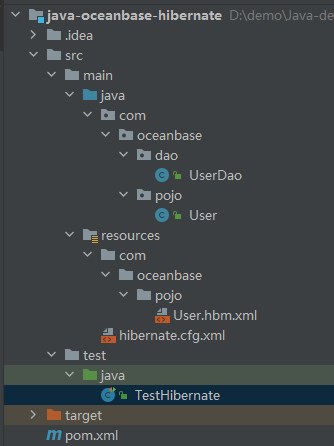 java-oceanbase-hibernate D:\demo\Java-de
.idea
src
main
java
com
oceanbase
dao
UserDao
pojo
User
resources
com
oceanbase
pojo
User.hbm.xml
hibernate.cfg.xml
test
java
TestHibernate
target
pom.xml